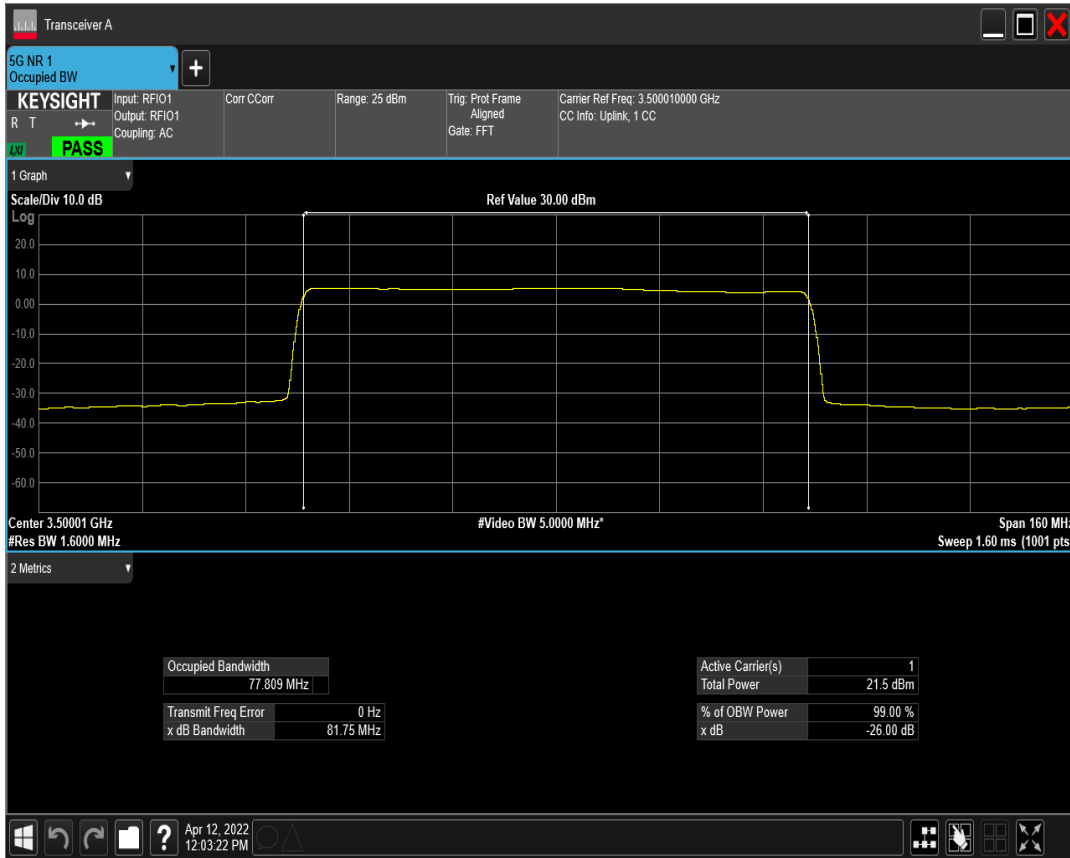 Transceiver A
5G NR 1
Occupied BW
+
KEYSIGHT
R T
LXI
PASS
Input: RFIO1
Output: RFIO1
Coupling: AC
Corr CCorr
Range: 25 dBm
Trig: Prot Frame
Aligned
Gate: FFT
Carrier Ref Freq: 3.500010000 GHz
CC Info: Uplink, 1 CC
1 Graph
Scale/Div 10.0 dB
Ref Value 30.00 dBm
Log
20.0
10.0
0.00
-10.0
-20.0
-30.0
-40.0
-50.0
-60.0
Center 3.50001 GHz
#Video BW 5.0000 MHz*
Span 160 MHz
#Res BW 1.6000 MHz
Sweep 1.60 ms (1001 pts
2 Metrics
Occupied Bandwidth
77.809 MHz
Transmit Freq Error 0 Hz
x dB Bandwidth 81.75 MHz
Active Carrier(s) 1
Total Power 21.5 dBm
% of OBW Power 99.00 %
x dB -26.00 dB
?
Apr 12, 2022
12:03:22 PM